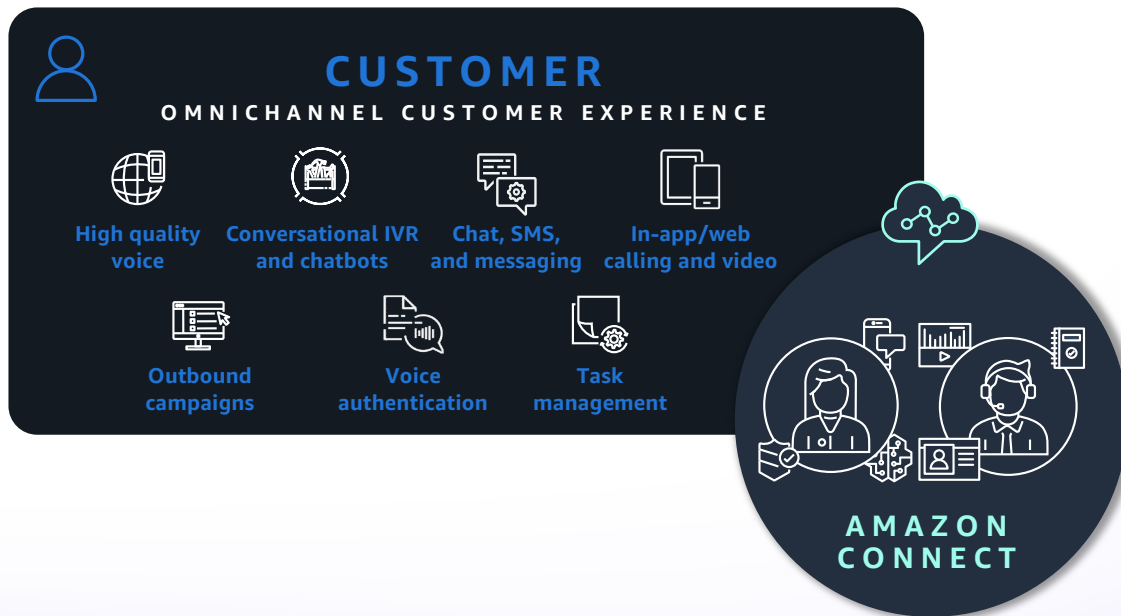 CUSTOMER
OMNICHANNEL CUSTOMER EXPERIENCE
High quality
voice
Conversational IVR
and chatbots
Chat, SMS,
and messaging
In-app/web
calling and video
Outbound
campaigns
Voice
authentication
Task
management
AMAZON
CONNECT